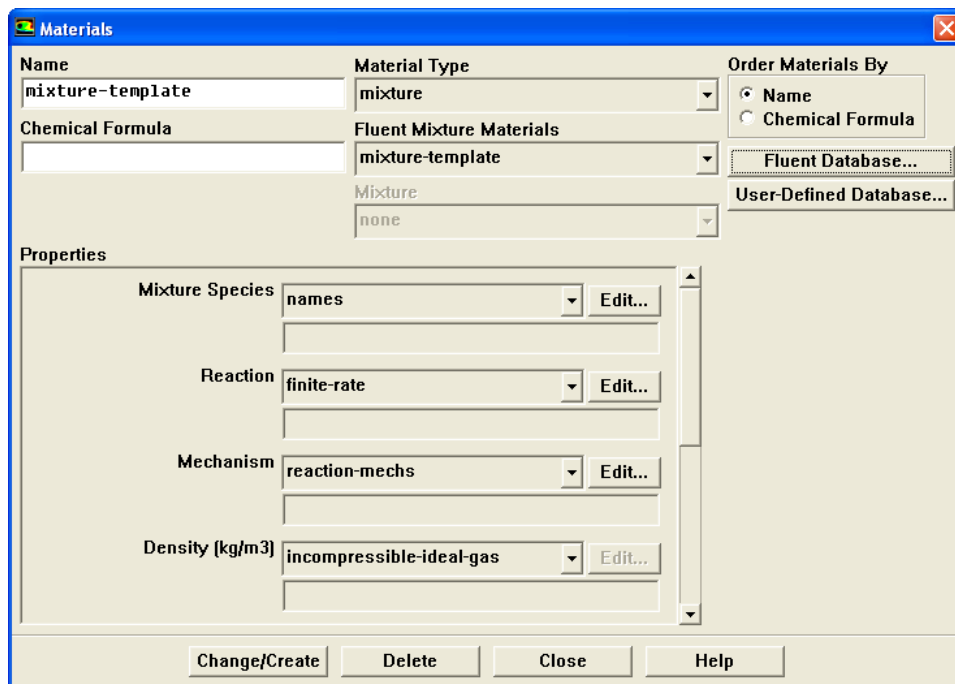 Materials
Name
mixture-template
Chemical Formula
Material Type
mixture
Fluent Mixture Materials
mixture-template
Mixture
none
Order Materials By
Name
Chemical Formula
Fluent Database...
User-Defined Database...
Properties
Mixture Species names Edit...
Reaction finite-rate Edit...
Mechanism reaction-mechs Edit...
Density (kg/m3) incompressible-ideal-gas Edit...
Change/Create Delete Close Help